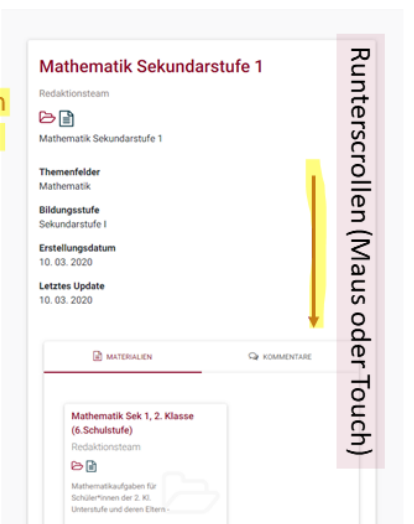 Mathematik Sekundarstufe 1
Redaktionsteam
Mathematik Sekundarstufe 1
Themenfelder
Mathematik
Bildungsstufe
Sekundarstufe I
Erstellungsdatum
10. 03. 2020
Letztes Update
10. 03. 2020
MATERIALIEN
KOMMENTARE
Mathematik Sek 1, 2. Klasse
(6.Schulstufe)
Redaktionsteam
Mathematikaufgaben für
Schüler*innen der 2. Kl.
Unterstufe und deren Eltern -
Runterscrollen (Maus oder Touch)